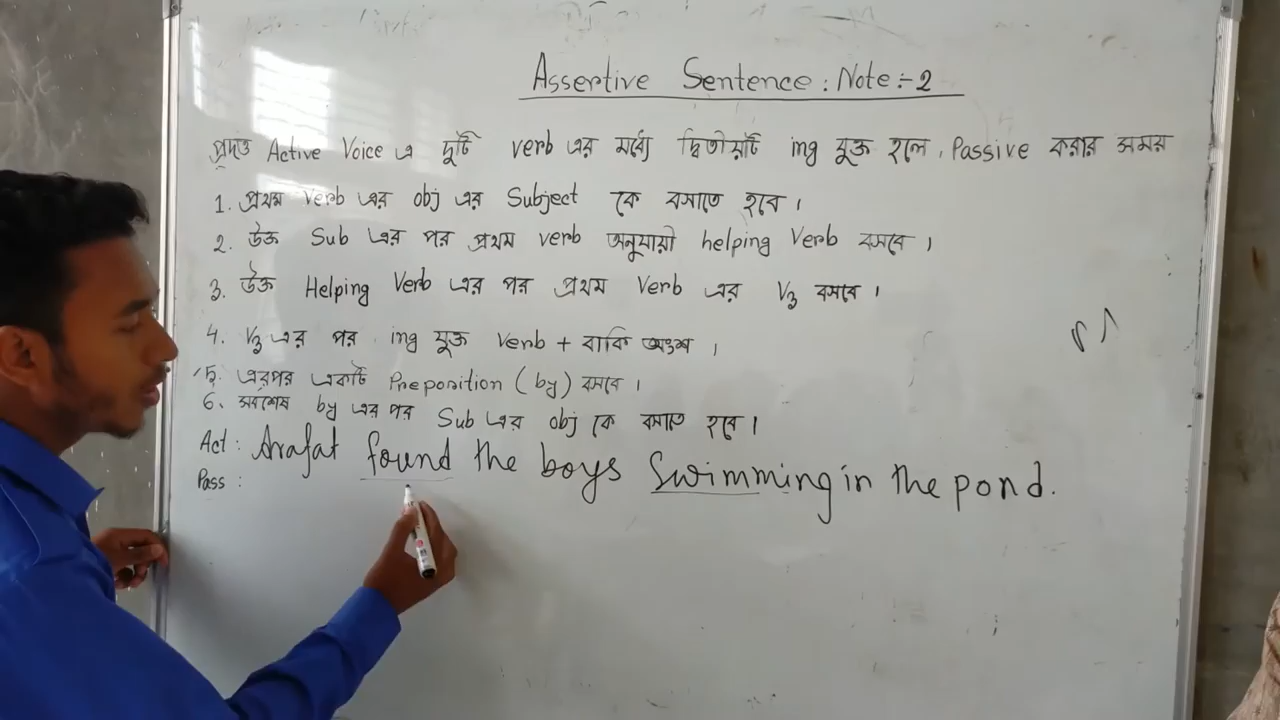 Assertive Sentence : Note :- 2
প্রদত্ত Active Voice এ দুটি verb এর মধ্যে দ্বিতীয়টি ing যুক্ত হলে, Passive করার সময়
1. প্রথম verb এর obj এর Subject কে বসাতে হবে।
2. উক্ত Sub এর পর প্রথম verb অনুযায়ী helping Verb বসবে।
3. উক্ত Helping Verb এর পর প্রথম Verb এর V3 বসবে।
4. V3 এর পর ing যুক্ত verb + বাকি অংশ।
5. এরপর একটি Preposition (by) বসবে।
6. সর্বশেষ by এর পর Sub এর obj কে বসাতে হবে।
Act : Arafat found the boys swimming in the pond.
Pass :